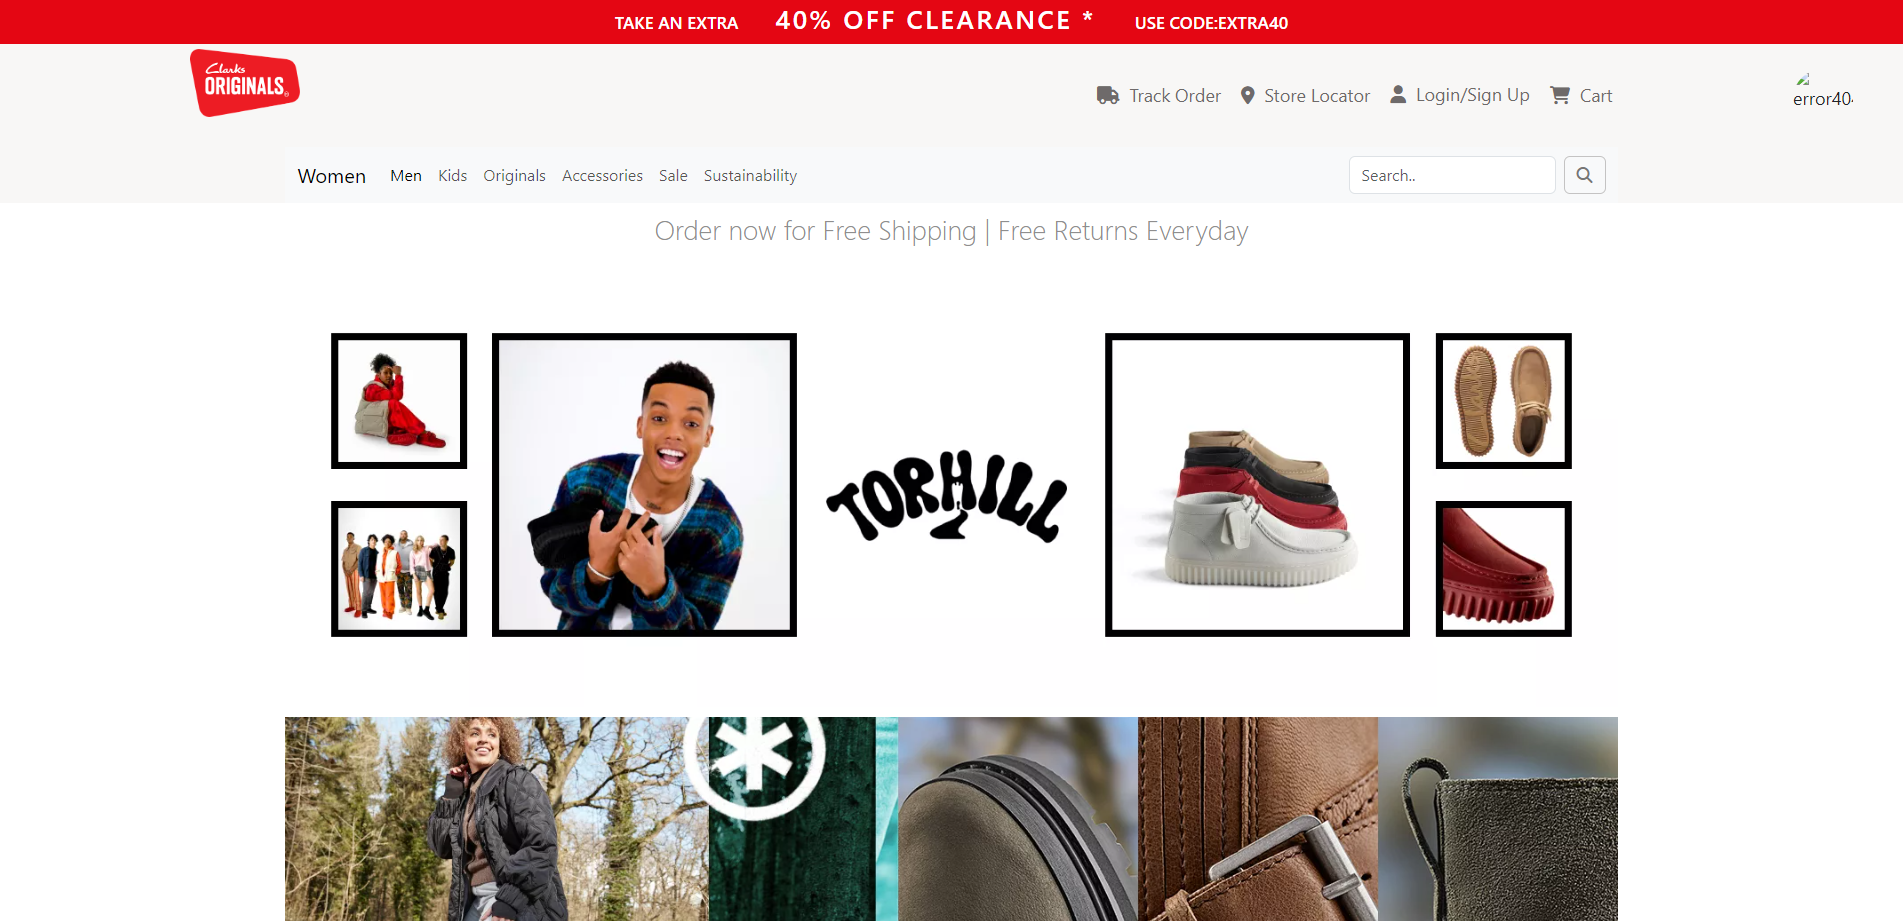 TAKE AN EXTRA 40% OFF CLEARANCE * USE CODE:EXTRA40
Clarks
ORIGINALS
Track Order Store Locator Login/Sign Up Cart
error404
Women Men Kids Originals Accessories Sale Sustainability Search..
Order now for Free Shipping | Free Returns Everyday
TORHILL